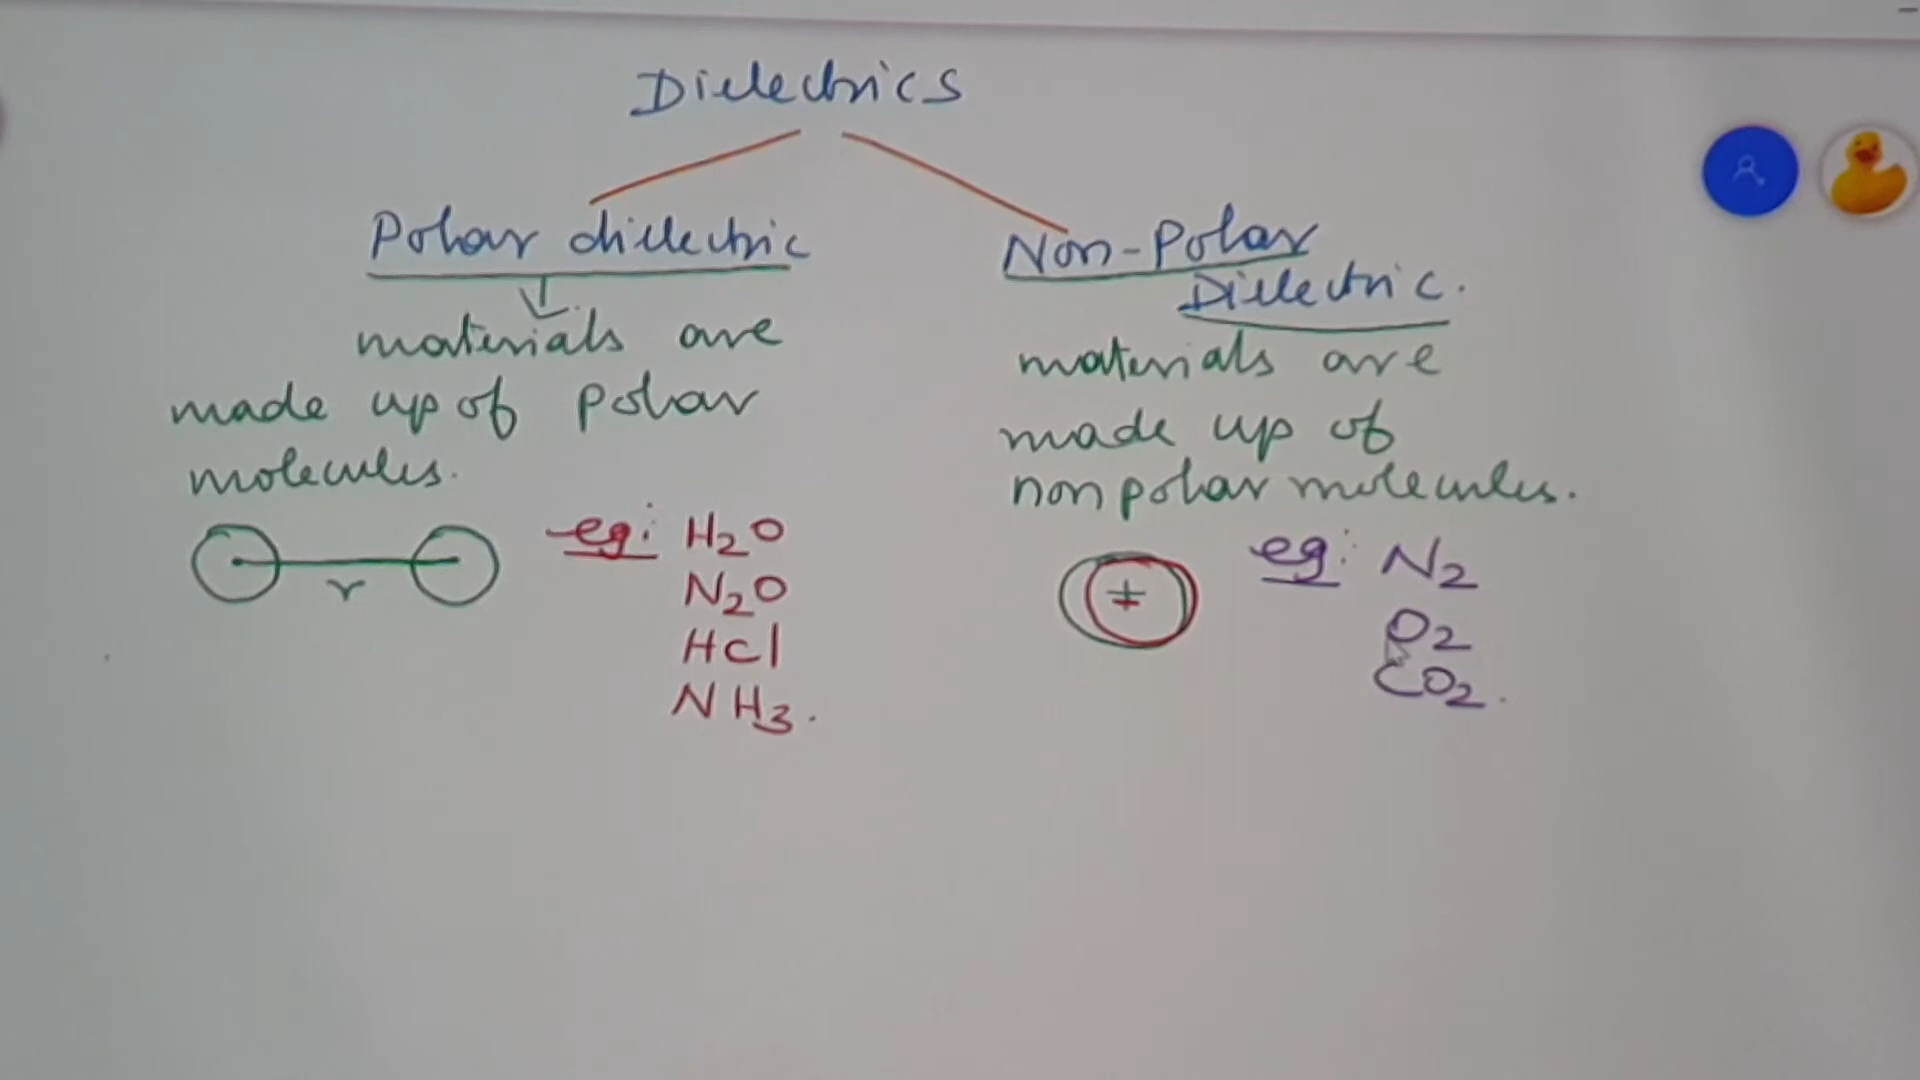 Dielectrics
Polar dielectric
materials are
made up of polar
molecules.
r
eg: H2O
N2O
HCl
NH3.
Non-Polar
Dielectric.
materials are
made up of
non polar molecules.
±
eg: N2
O2
CO2.